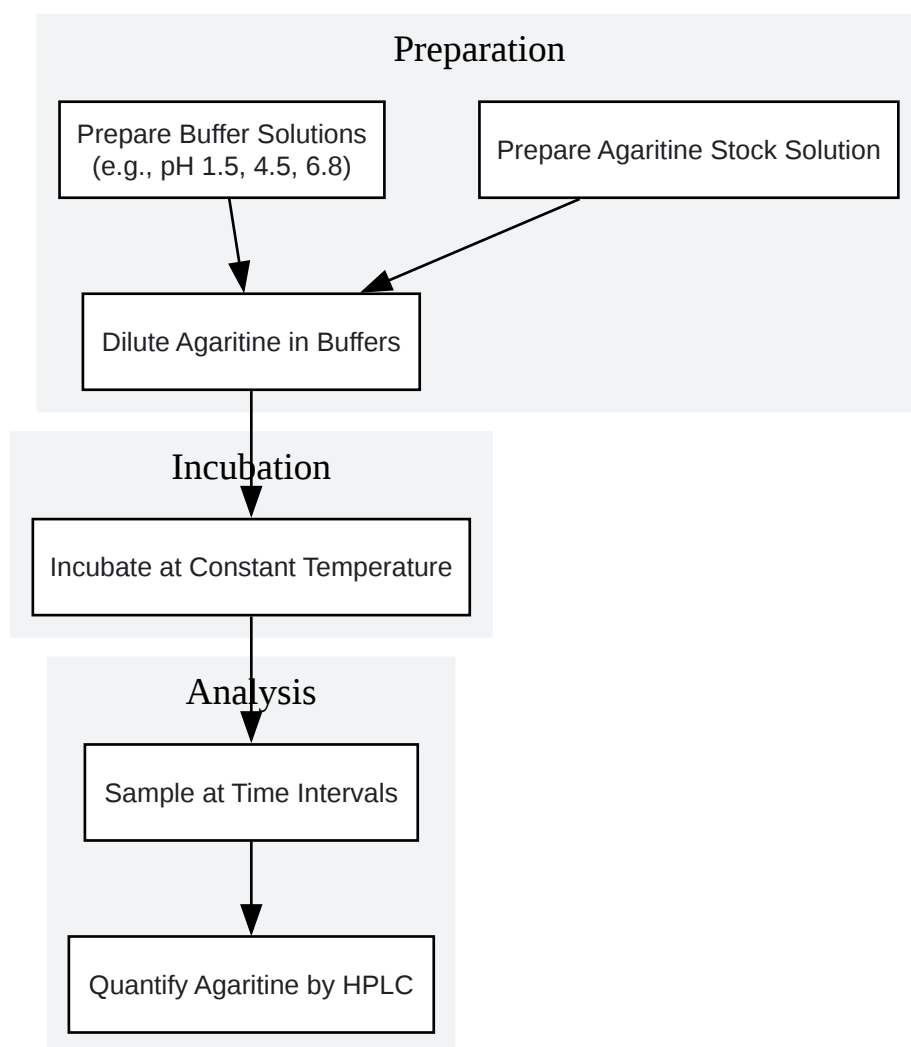 Preparation
Prepare Buffer Solutions
(e.g., pH 1.5, 4.5, 6.8)
Prepare Agaritine Stock Solution
Dilute Agaritine in Buffers
Incubation
Incubate at Constant Temperature
Analysis
Sample at Time Intervals
Quantify Agaritine by HPLC